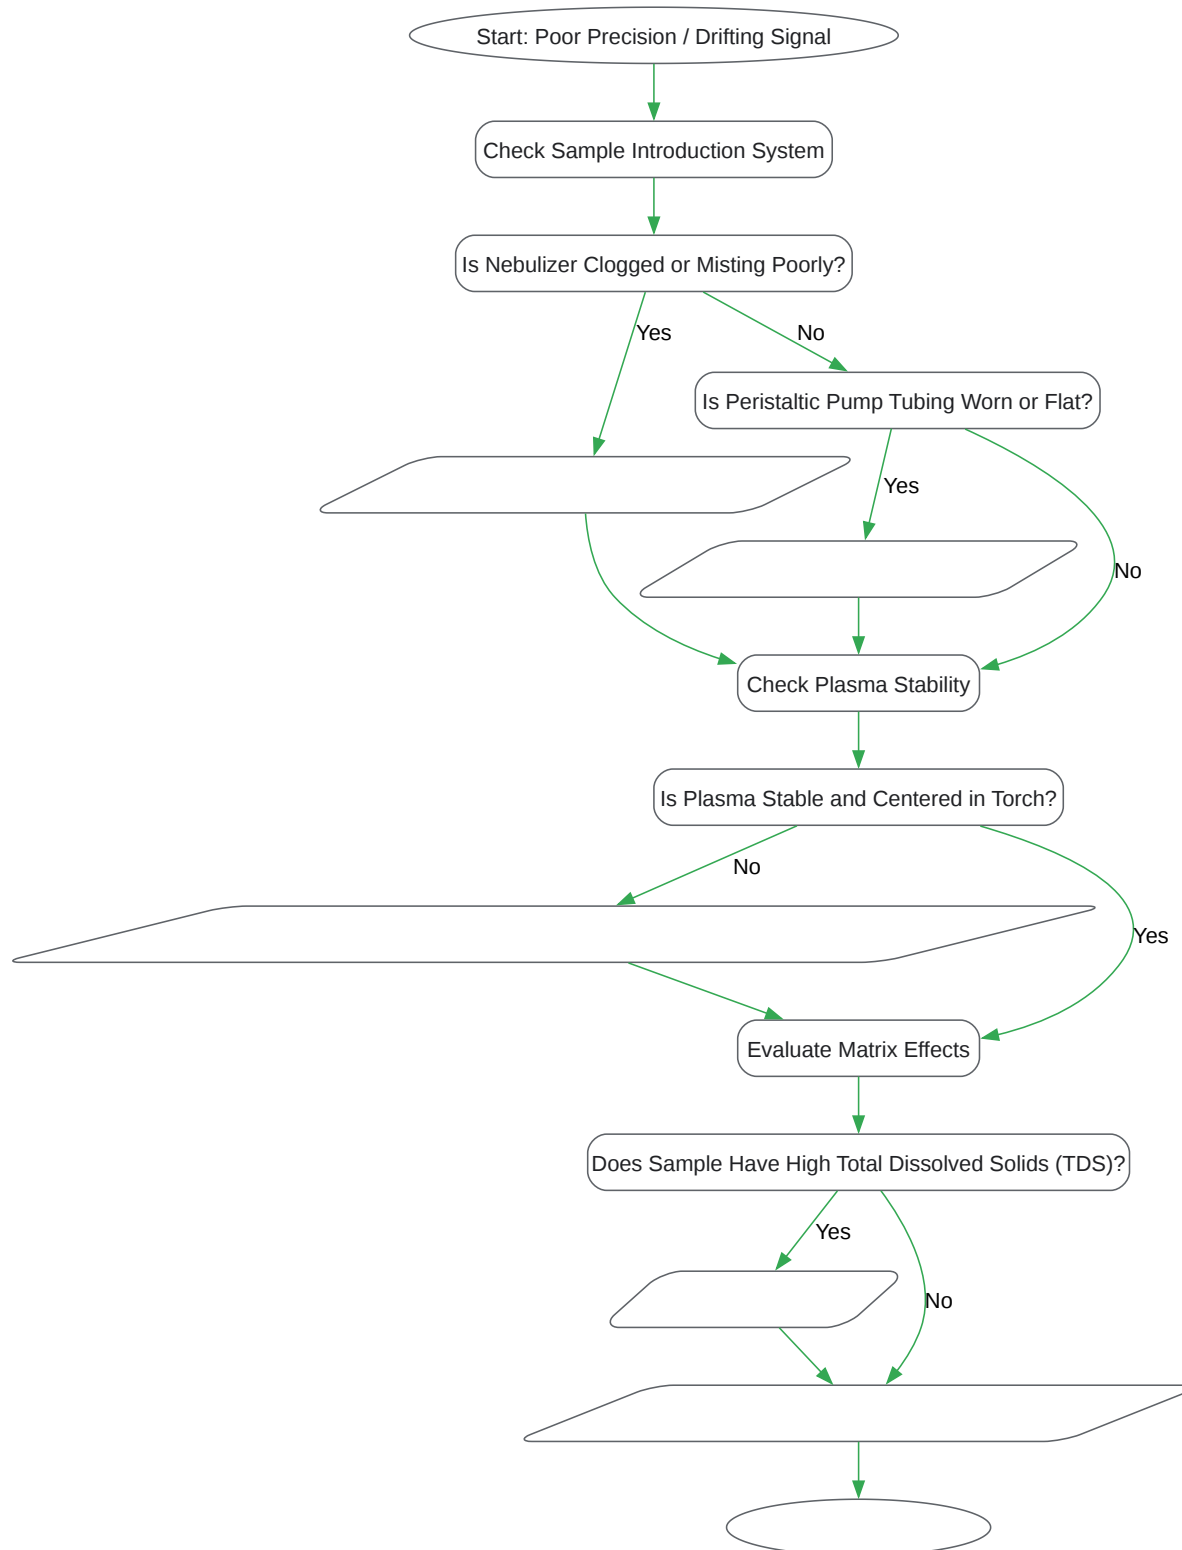 Start: Poor Precision / Drifting Signal
Check Sample Introduction System
Is Nebulizer Clogged or Misting Poorly?
Yes
No
Is Peristaltic Pump Tubing Worn or Flat?
Yes
No
Check Plasma Stability
Is Plasma Stable and Centered in Torch?
No
Yes
Evaluate Matrix Effects
Does Sample Have High Total Dissolved Solids (TDS)?
Yes
No